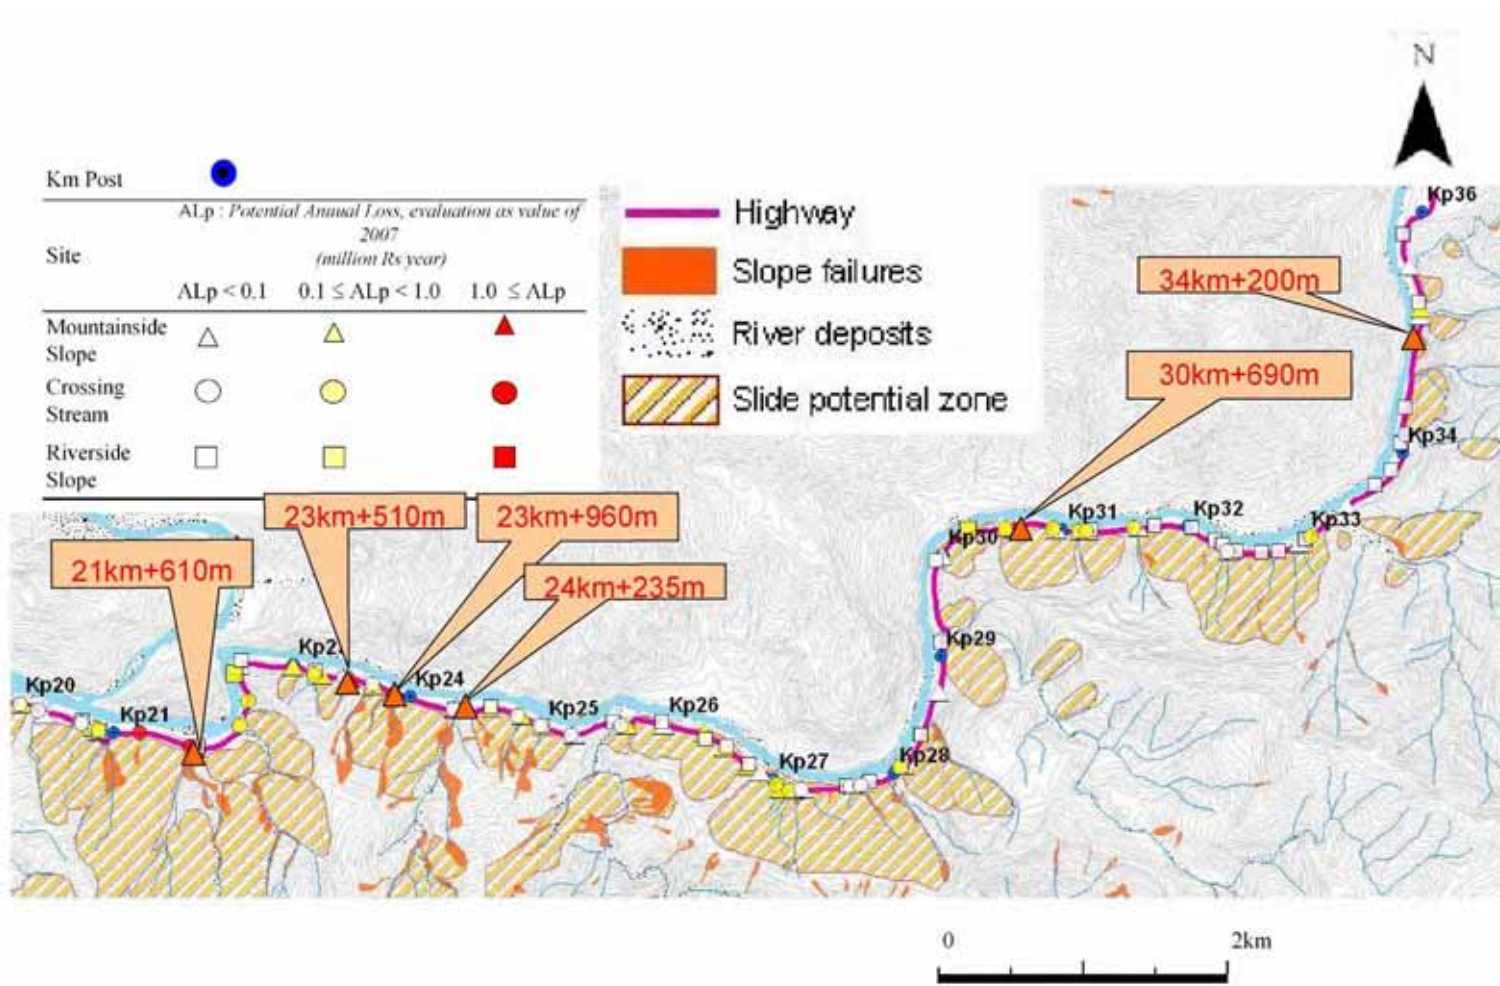 N
Km Post
ALp : Potential Annual Loss, evaluation as value of
2007
(million Rs year)
Site
ALp < 0.1 0.1 ≤ ALp < 1.0 1.0 ≤ ALp
Mountainside
Slope
Crossing
Stream
Riverside
Slope
Highway
Slope failures
River deposits
Slide potential zone
Kp36
34km+200m
30km+690m
Kp34
23km+510m
23km+960m
Kp31
Kp32
Kp33
Kp30
21km+610m
24km+235m
Kp29
Kp20
Kp24
Kp21
Kp25
Kp26
Kp28
Kp27
0 2km